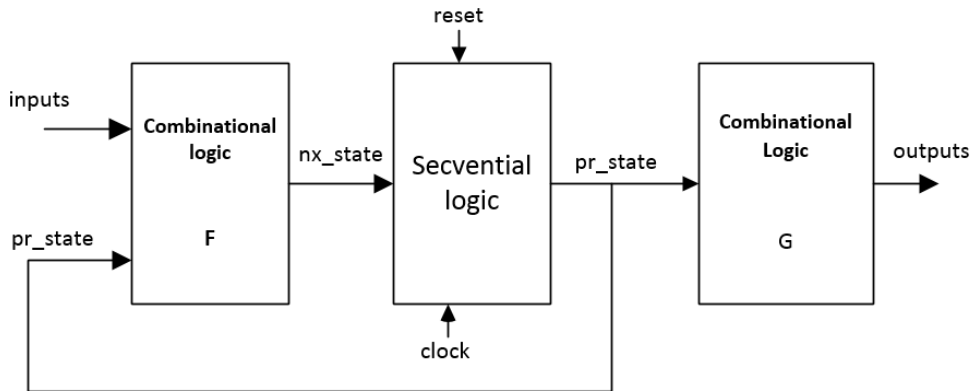 reset
inputs
Combinational
logic
F
nx_state
Secvential
logic
pr_state
Combinational
Logic
G
outputs
pr_state
clock